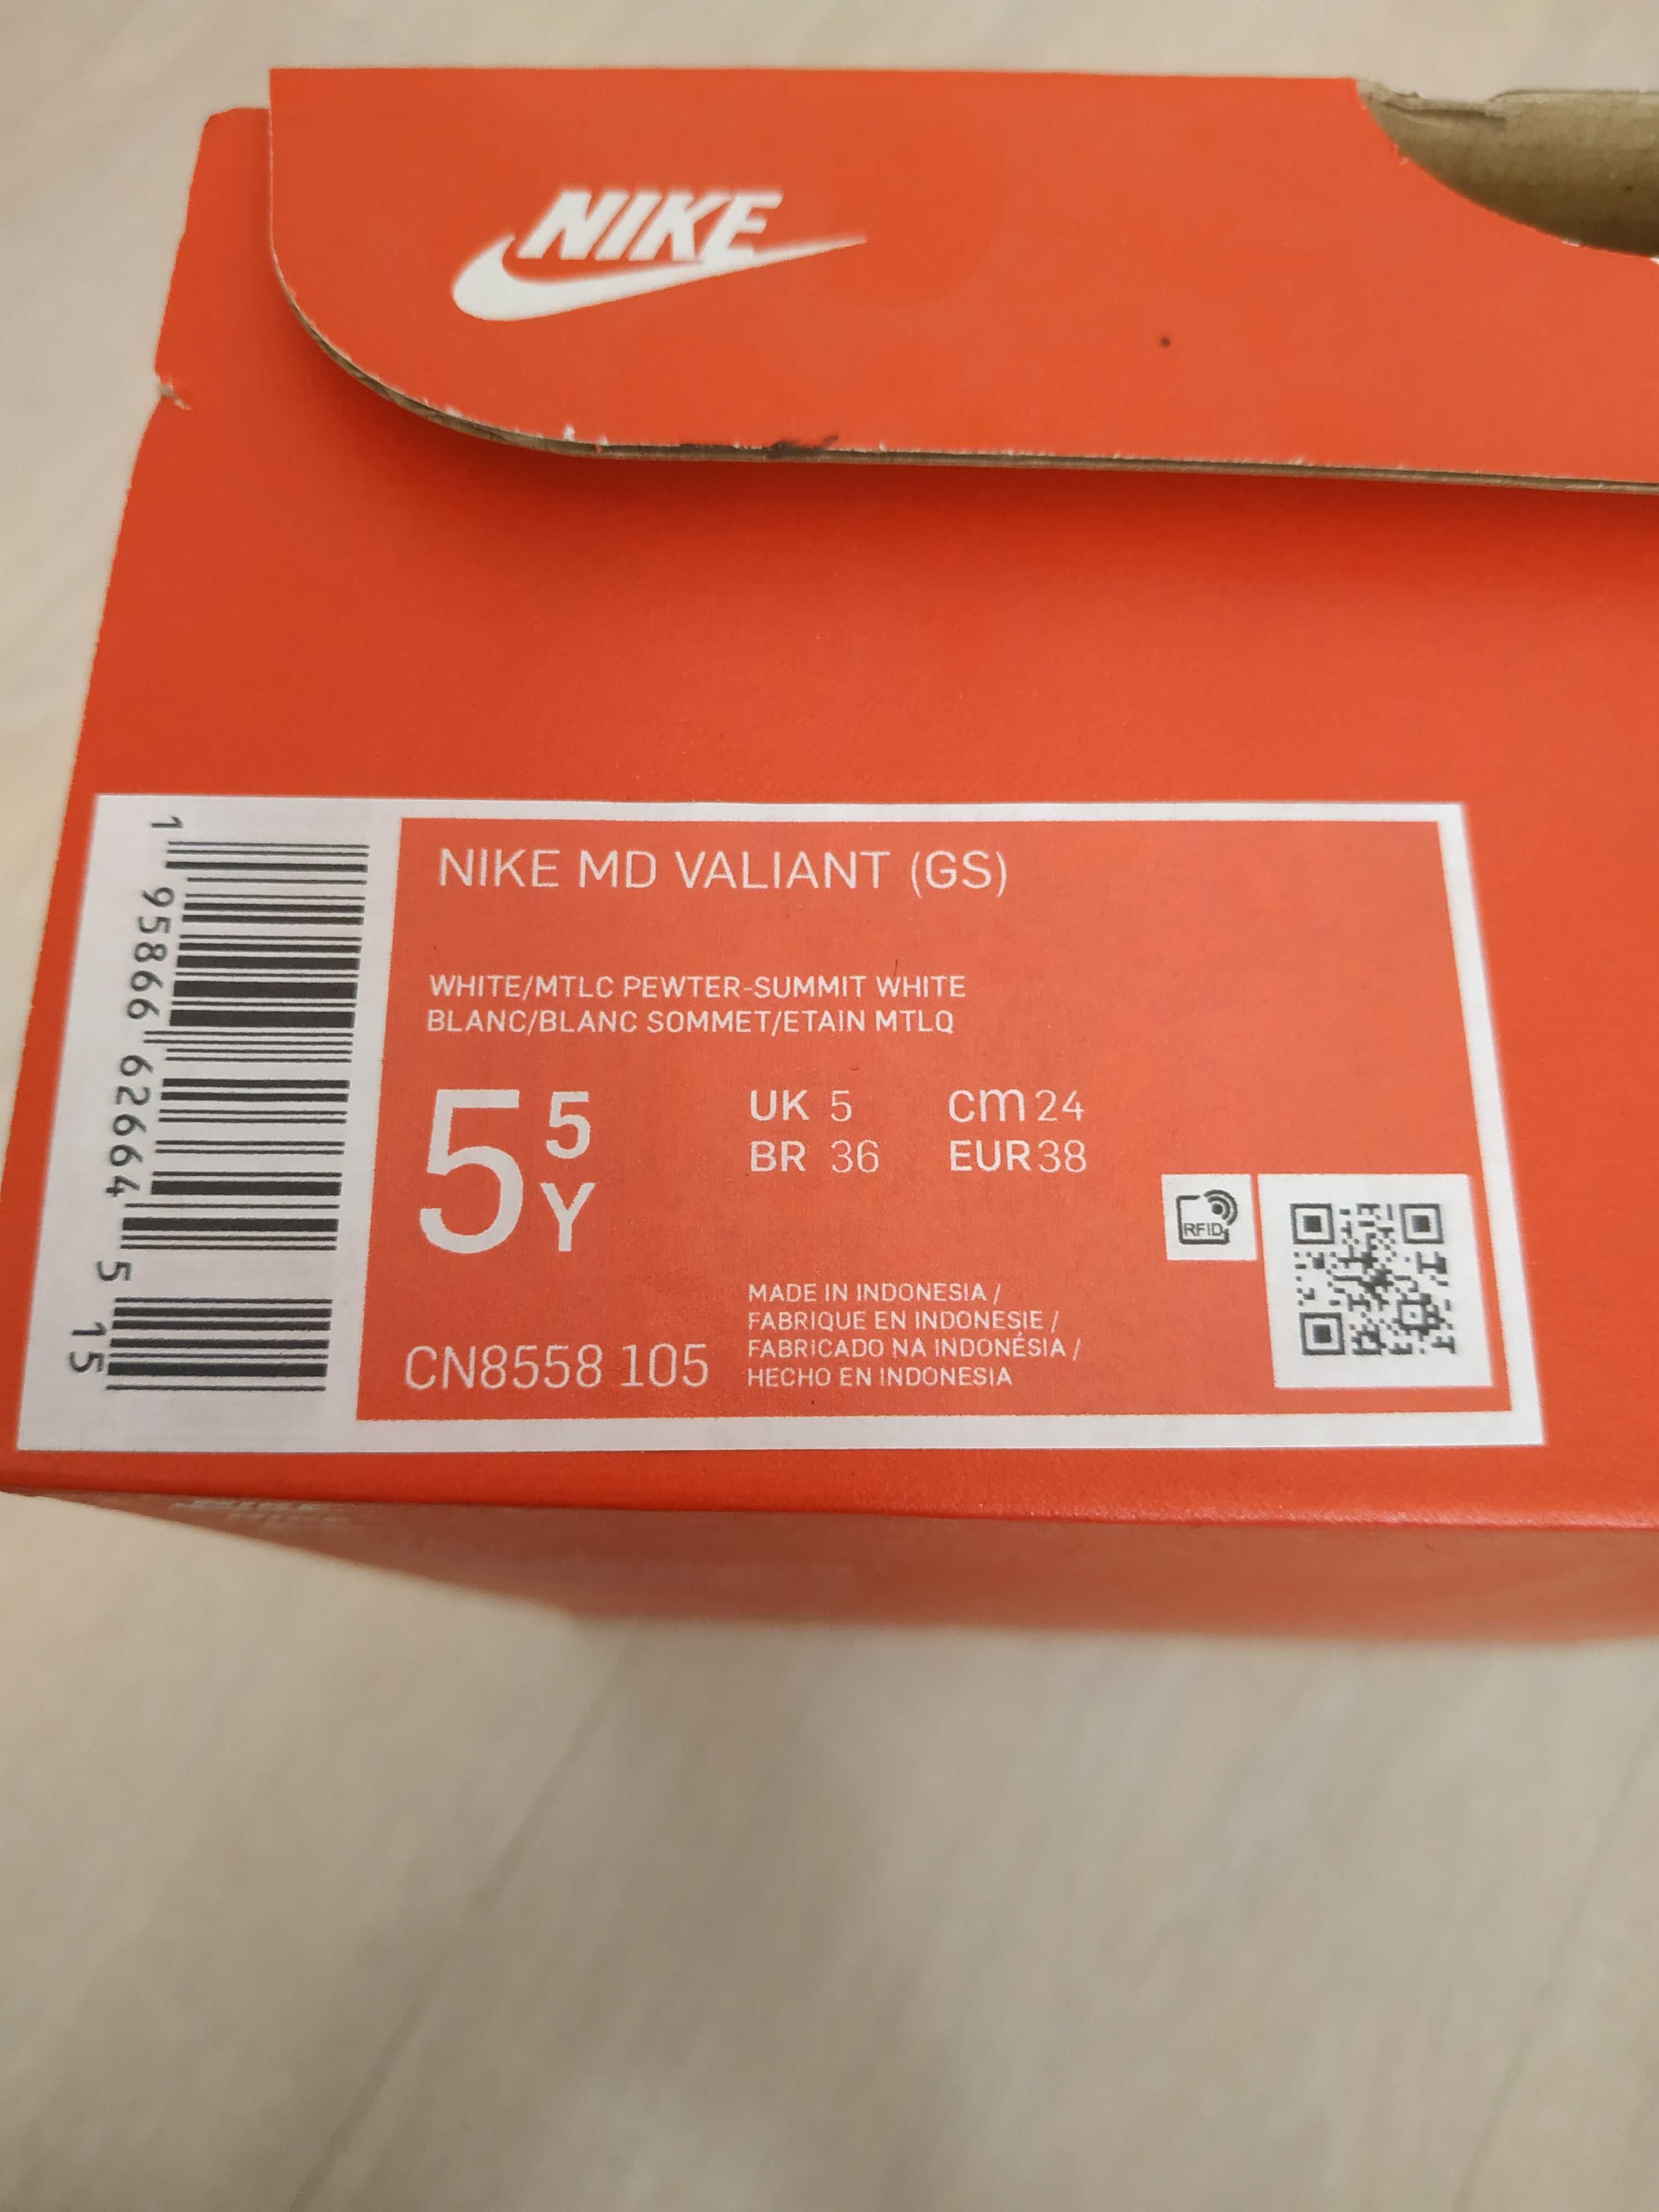 NIKE
NIKE MD VALIANT (GS)
WHITE/MTLC PEWTER-SUMMIT WHITE
BLANC/BLANC SOMMET/ETAIN MTLQ
5 5 Y
UK 5 cm 24
BR 36 EUR 38
RFID
MADE IN INDONESIA /
FABRIQUE EN INDONESIE /
FABRICADO NA INDONÉSIA /
HECHO EN INDONESIA
CN8558 105
1 95866 62664 5 15
NIKE